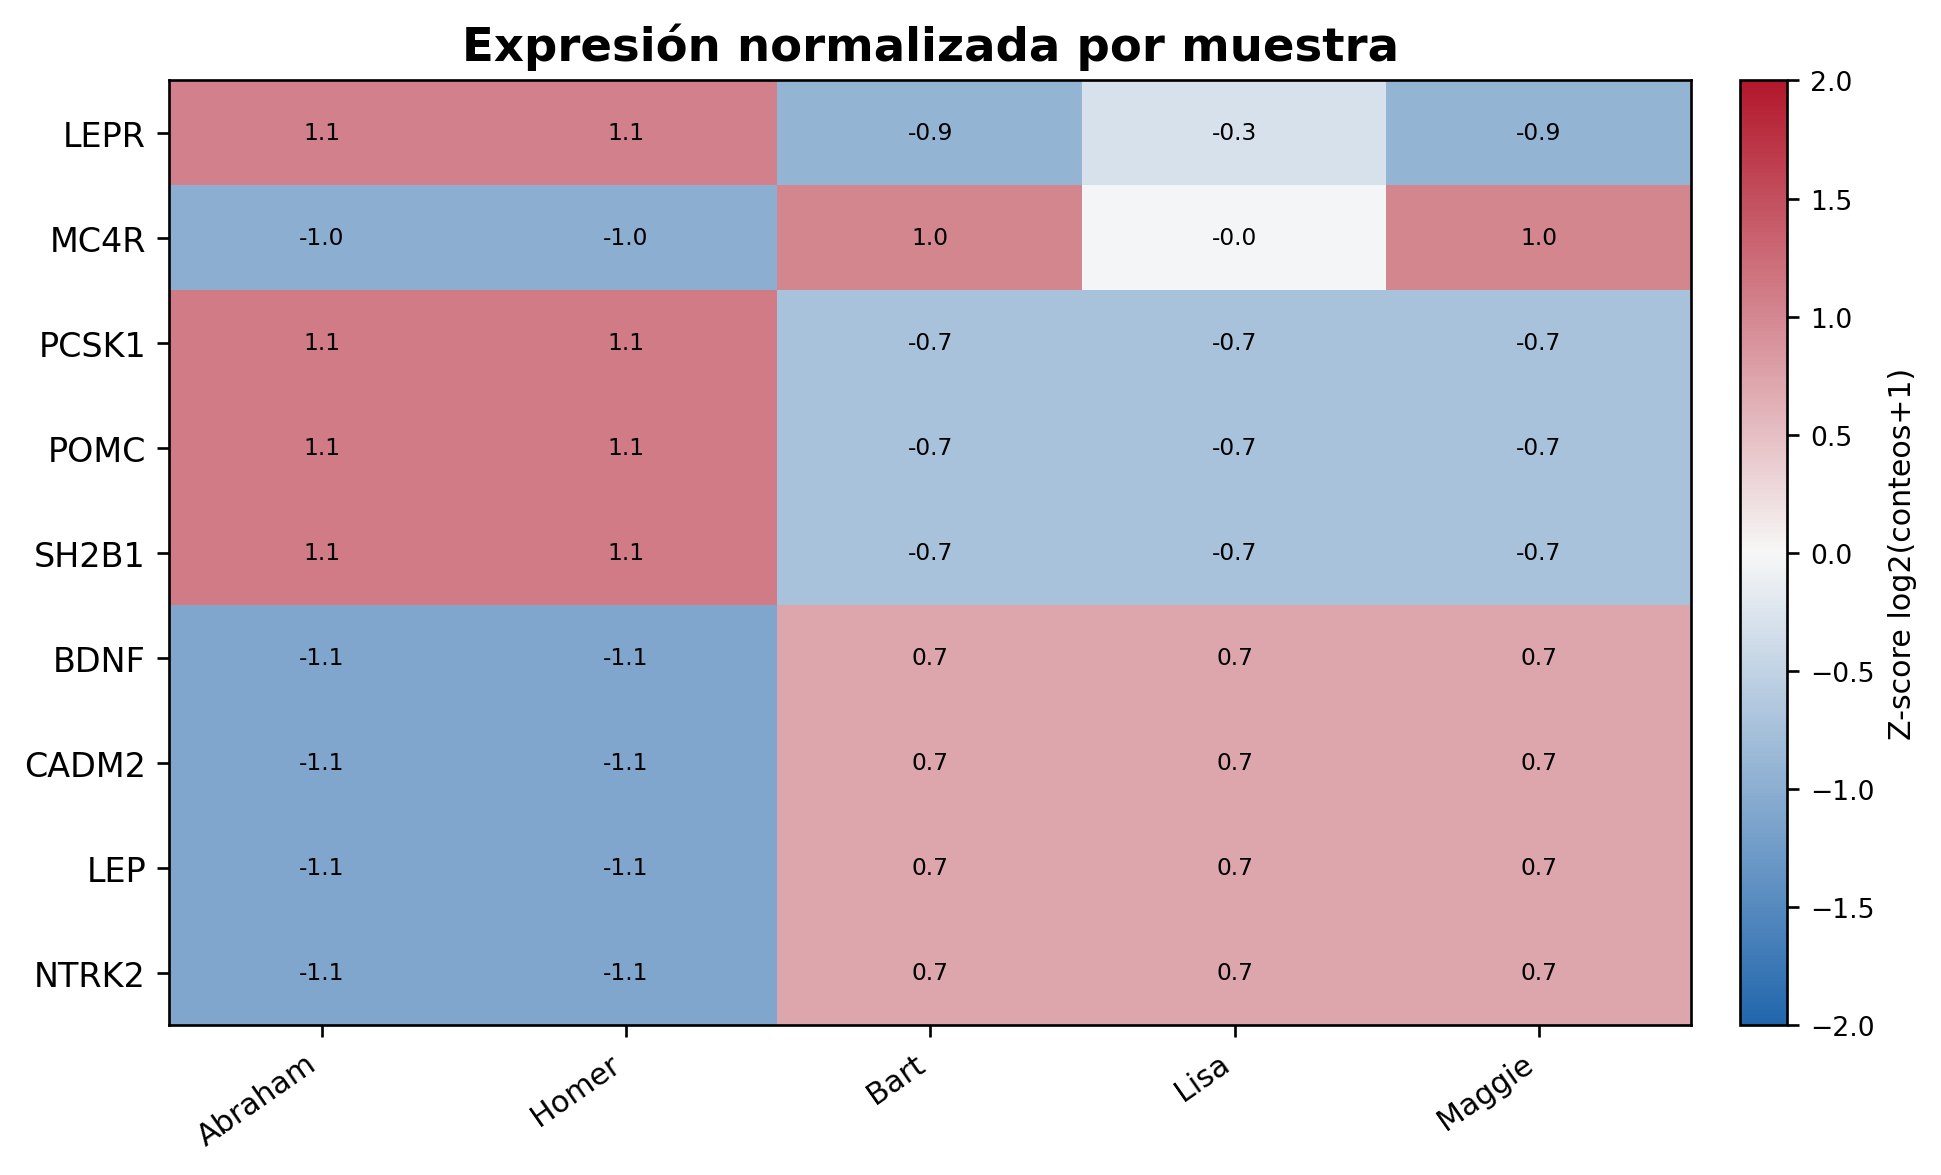 Expresión normalizada por muestra
LEPR 1.1 1.1 -0.9 -0.3 -0.9
MC4R -1.0 -1.0 1.0 -0.0 1.0
PCSK1 1.1 1.1 -0.7 -0.7 -0.7
POMC 1.1 1.1 -0.7 -0.7 -0.7
SH2B1 1.1 1.1 -0.7 -0.7 -0.7
BDNF -1.1 -1.1 0.7 0.7 0.7
CADM2 -1.1 -1.1 0.7 0.7 0.7
LEP -1.1 -1.1 0.7 0.7 0.7
NTRK2 -1.1 -1.1 0.7 0.7 0.7
Abraham Homer Bart Lisa Maggie
2.0
1.5
1.0
0.5
0.0
−0.5
−1.0
−1.5
−2.0
Z-score log2(conteos+1)